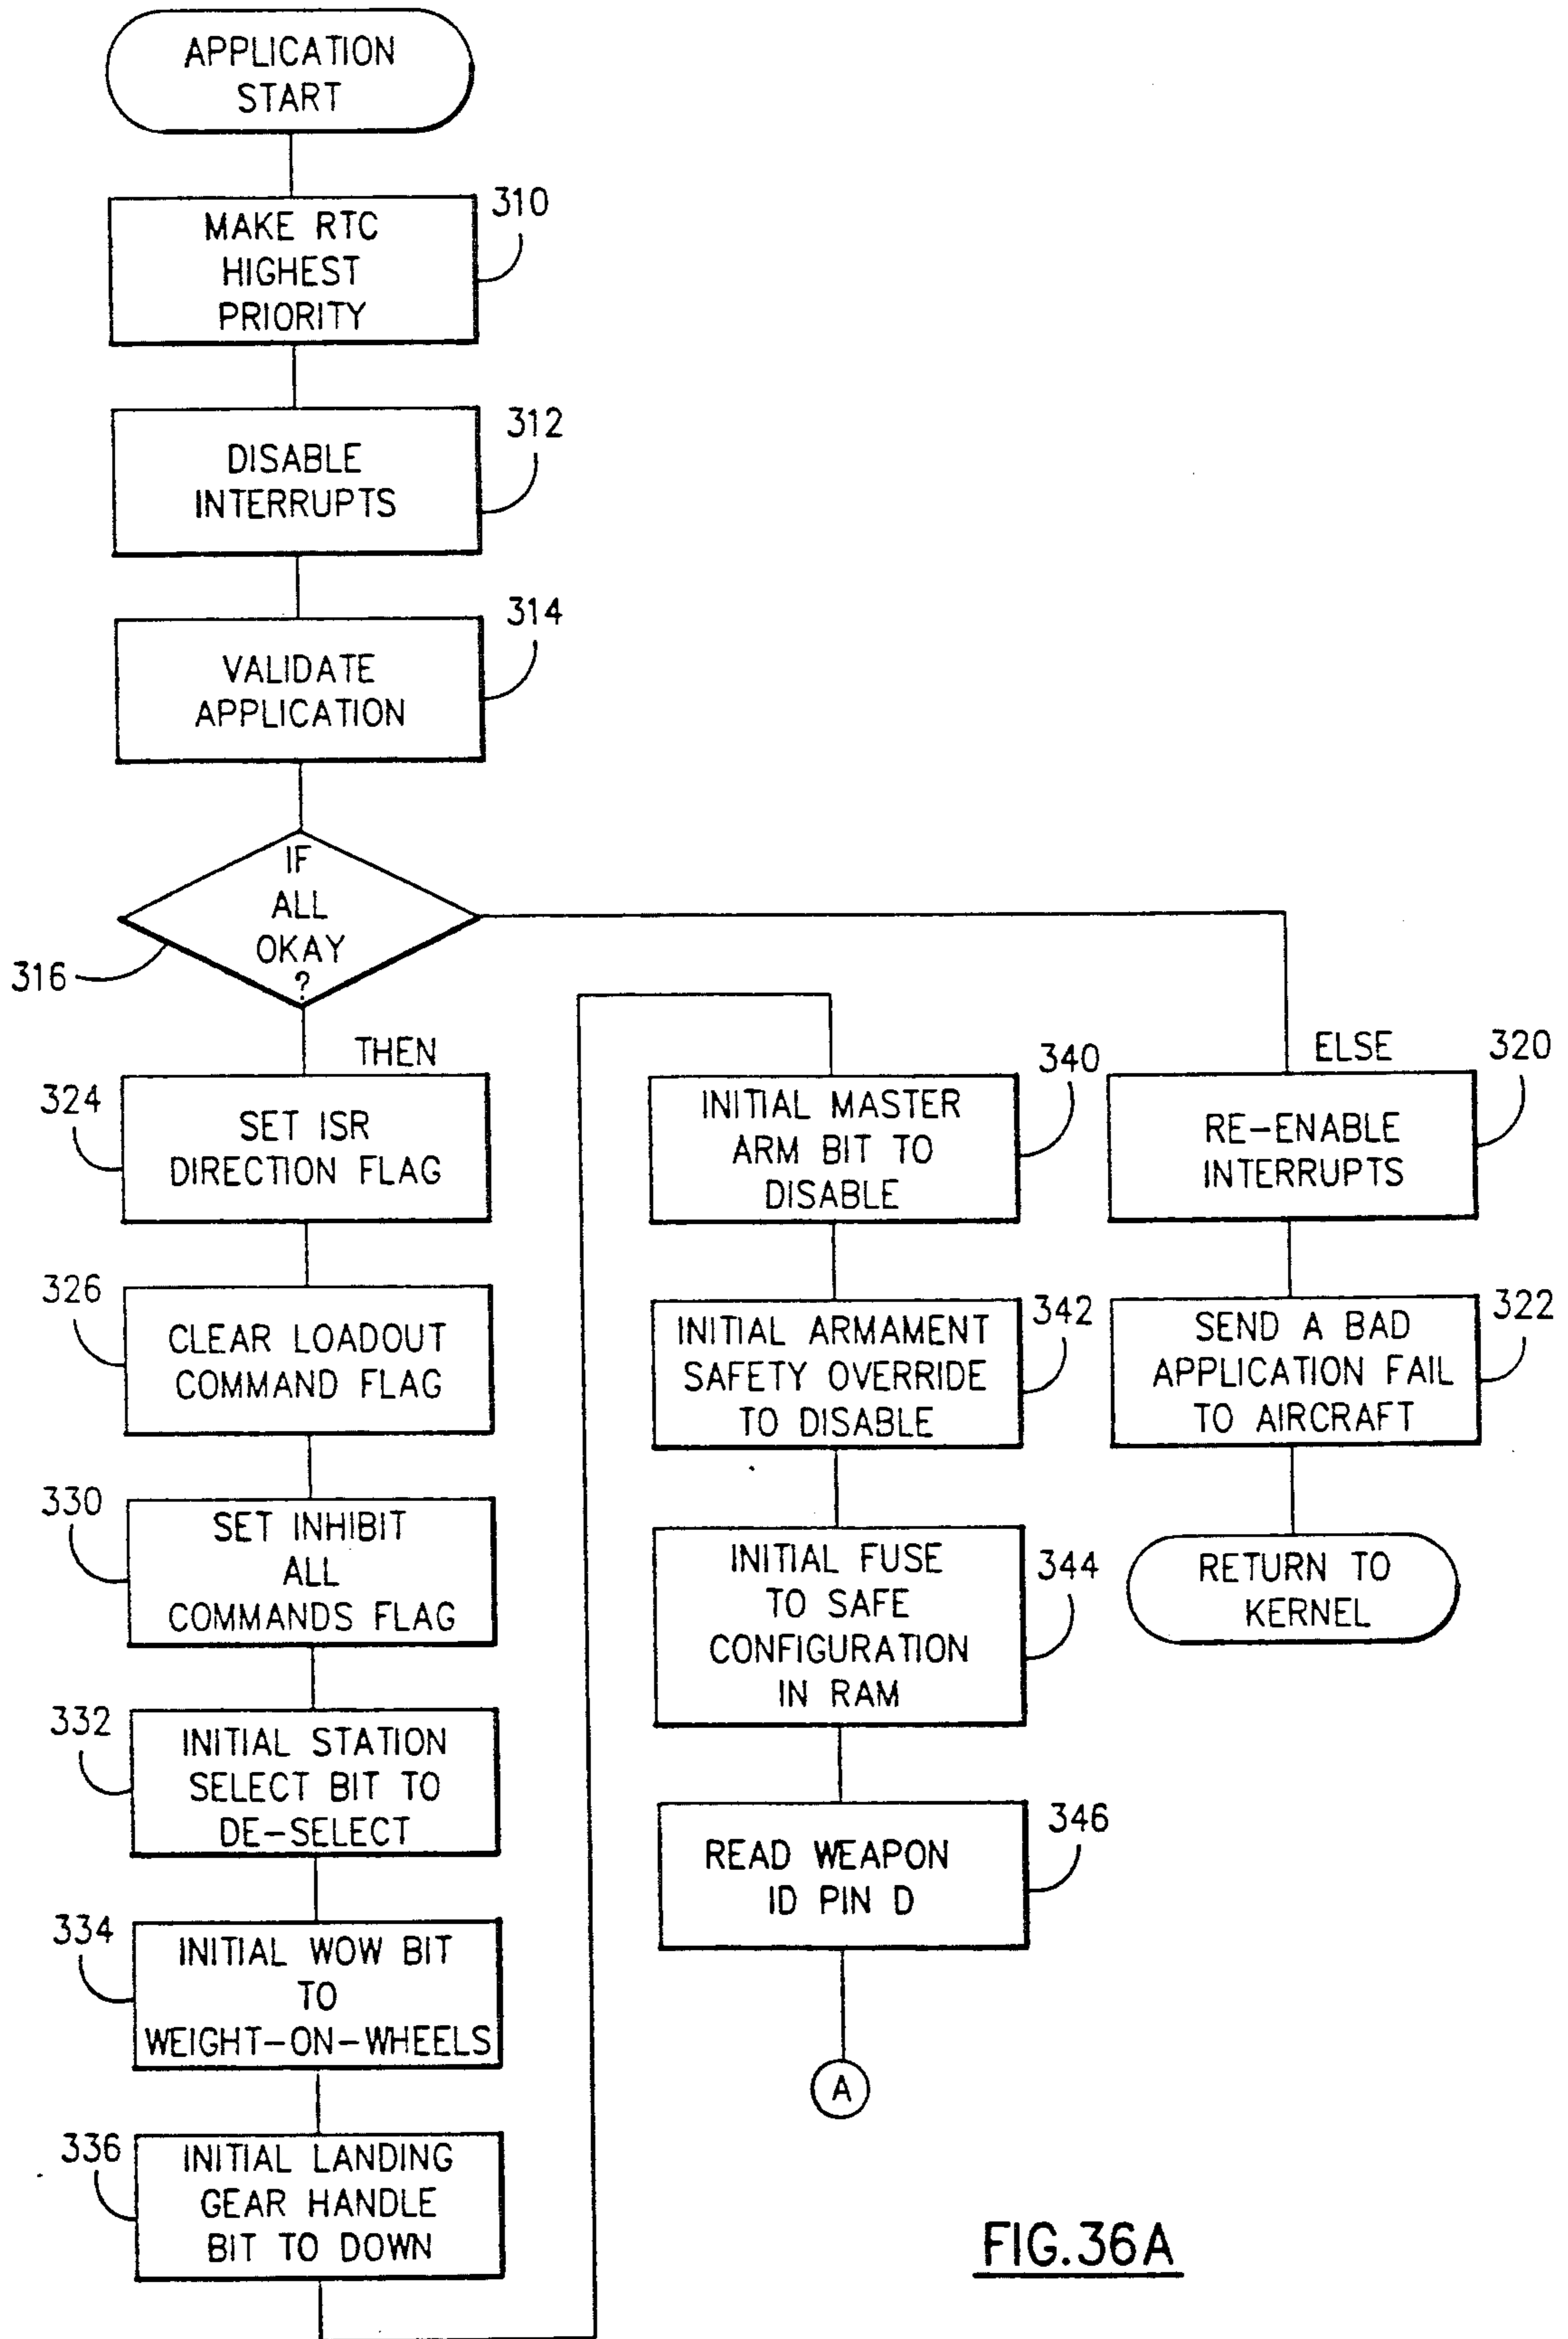 APPLICATION
START
310
MAKE RTC
HIGHEST
PRIORITY
312
DISABLE
INTERRUPTS
314
VALIDATE
APPLICATION
IF
ALL
OKAY
?
316
THEN
324
SET ISR
DIRECTION FLAG
326
CLEAR LOADOUT
COMMAND FLAG
330
SET INHIBIT
ALL
COMMANDS FLAG
332
INITIAL STATION
SELECT BIT TO
DE-SELECT
334
INITIAL WOW BIT
TO
WEIGHT-ON-WHEELS
336
INITIAL LANDING
GEAR HANDLE
BIT TO DOWN
340
INITIAL MASTER
ARM BIT TO
DISABLE
342
INITIAL ARMAMENT
SAFETY OVERRIDE
TO DISABLE
344
INITIAL FUSE
TO SAFE
CONFIGURATION
IN RAM
346
READ WEAPON
ID PIN D
A
ELSE
320
RE-ENABLE
INTERRUPTS
322
SEND A BAD
APPLICATION FAIL
TO AIRCRAFT
RETURN TO
KERNEL
FIG.36A